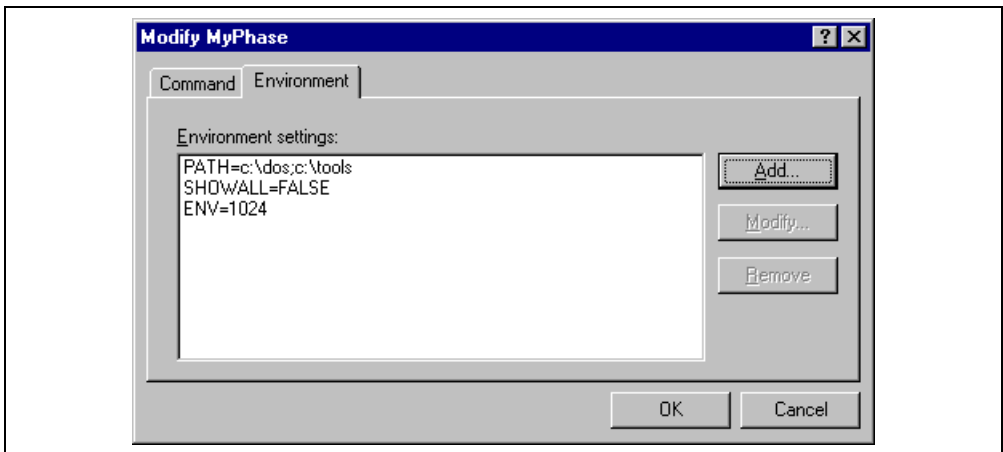 Modify MyPhase
Command Environment
Environment settings:
PATH=c:\dos;c:\tools
SHOWALL=FALSE
ENV=1024
Add...
Modify...
Remove
OK Cancel